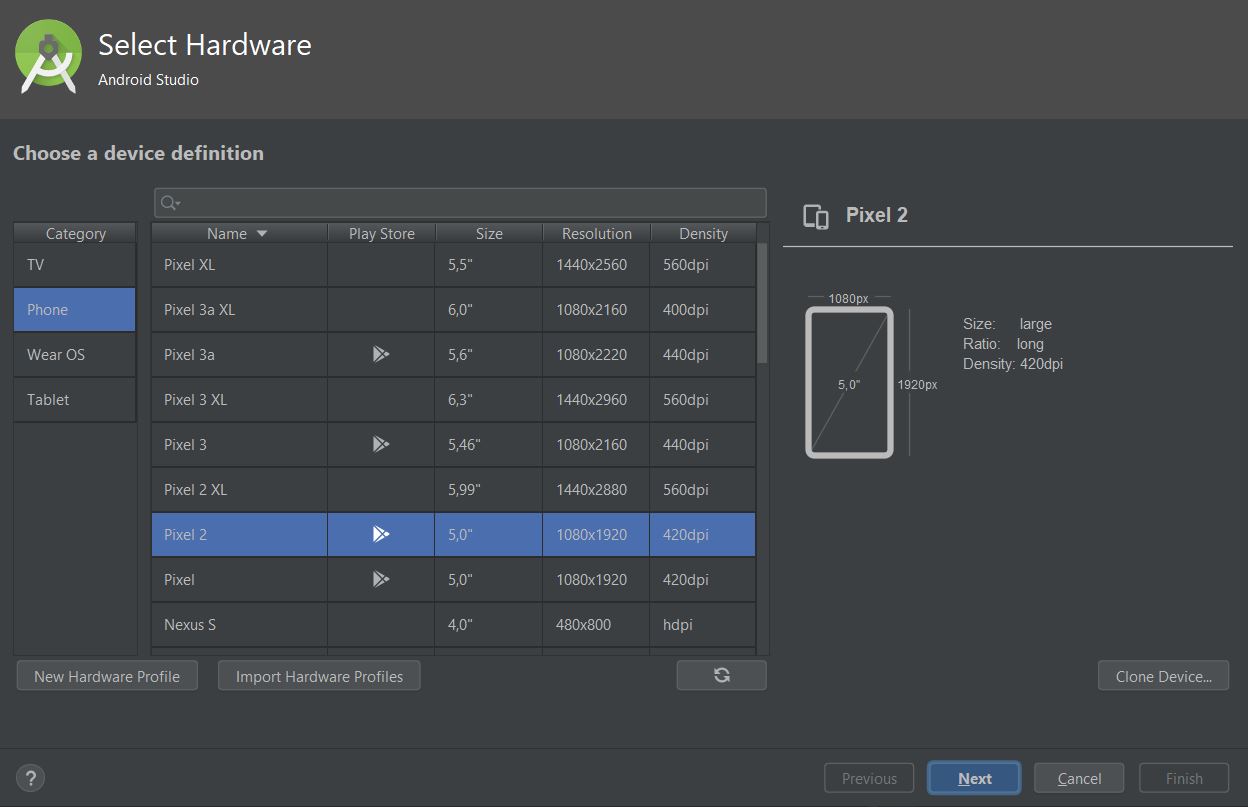 Select Hardware
Android Studio
Choose a device definition
Category
TV
Phone
Wear OS
Tablet
Name Play Store Size Resolution Density
Pixel XL 5,5" 1440x2560 560dpi
Pixel 3a XL 6,0" 1080x2160 400dpi
Pixel 3a 5,6" 1080x2220 440dpi
Pixel 3 XL 6,3" 1440x2960 560dpi
Pixel 3 5,46" 1080x2160 440dpi
Pixel 2 XL 5,99" 1440x2880 560dpi
Pixel 2 5,0" 1080x1920 420dpi
Pixel 5,0" 1080x1920 420dpi
Nexus S 4,0" 480x800 hdpi
Pixel 2
1080px
5,0"
1920px
Size: large
Ratio: long
Density: 420dpi
New Hardware Profile Import Hardware Profiles Clone Device...
? Previous Next Cancel Finish